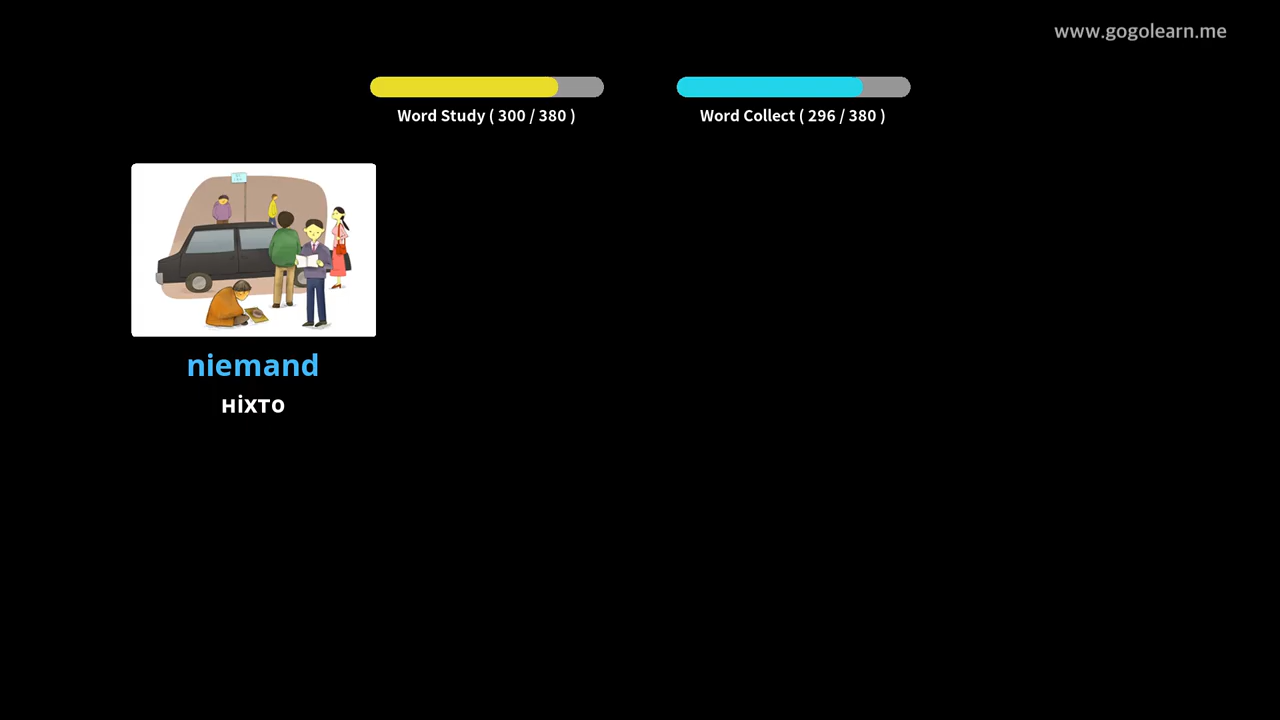 www.gogolearn.me
Word Study ( 300 / 380 )
Word Collect ( 296 / 380 )
niemand
ніхто